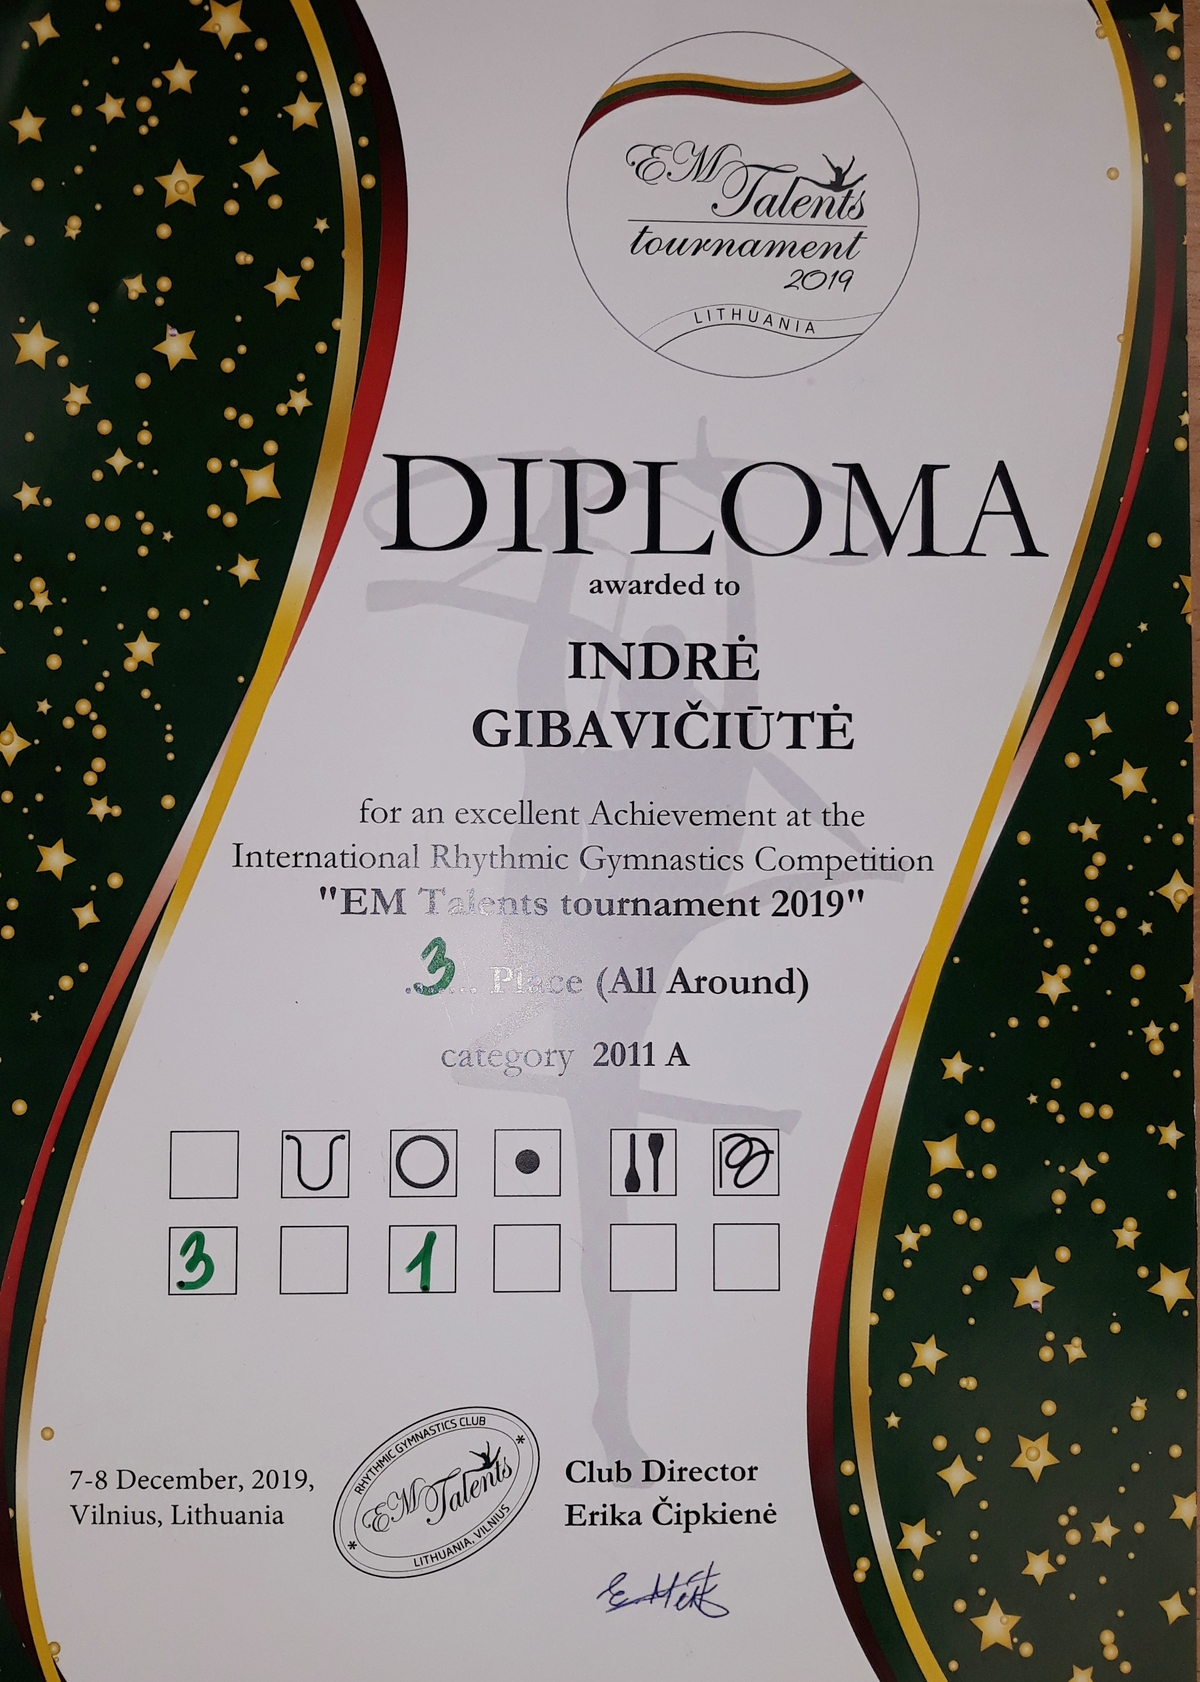 EM Talents
tournament
2019
LITHUANIA
DIPLOMA
awarded to
INDRĖ
GIBAVIČIŪTĖ
for an excellent Achievement at the
International Rhythmic Gymnastics Competition
"EM Talents tournament 2019"
.3... Place (All Around)
category 2011 A
3 1
7-8 December, 2019,
Vilnius, Lithuania
RHYTHMIC GYMNASTICS CLUB
EM Talents
LITHUANIA, VILNIUS
Club Director
Erika Čipkienė